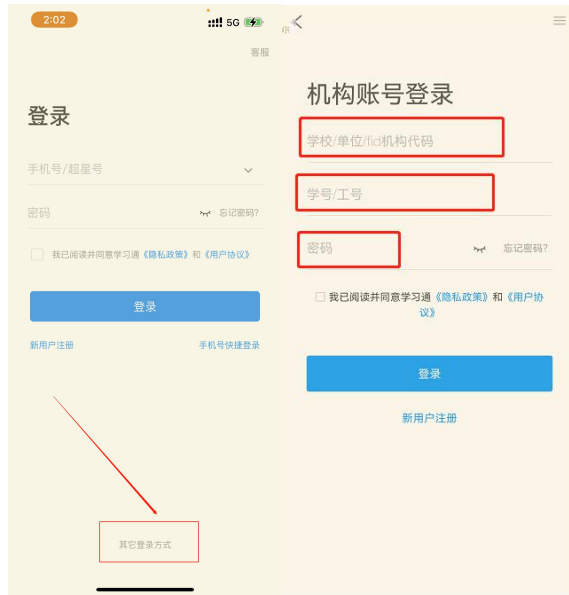 2:02
5G
客服
登录
手机号/超星号
密码
忘记密码?
我已阅读并同意学习通《隐私政策》和《用户协议》
登录
新用户注册
手机号快捷登录
其它登录方式
机构账号登录
学校/单位/fid机构代码
学号/工号
密码
忘记密码?
我已阅读并同意学习通《隐私政策》和《用户协
议》
登录
新用户注册